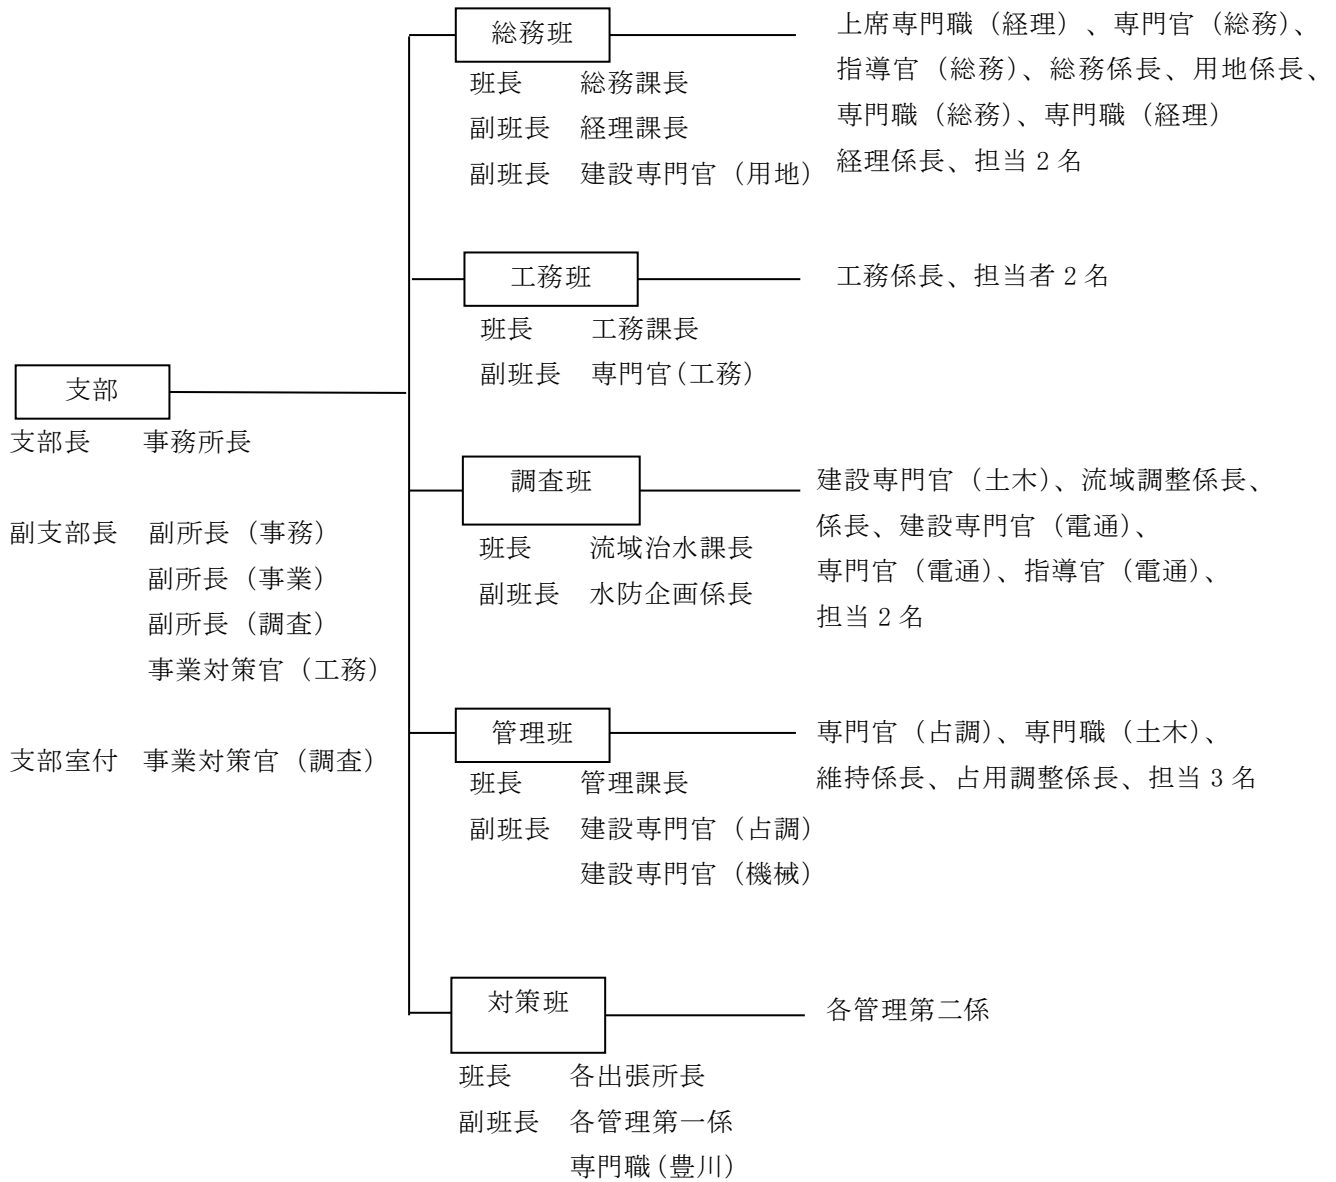 支部
支部長　事務所長
副支部長　副所長（事務）
副所長（事業）
副所長（調査）
事業対策官（工務）
支部室付　事業対策官（調査）
総務班
班長　総務課長
副班長　経理課長
副班長　建設専門官（用地）
上席専門職（経理）、専門官（総務）、
指導官（総務）、総務係長、用地係長、
専門職（総務）、専門職（経理）
経理係長、担当２名
工務班
班長　工務課長
副班長　専門官（工務）
工務係長、担当者２名
調査班
班長　流域治水課長
副班長　水防企画係長
建設専門官（土木）、流域調整係長、
係長、建設専門官（電通）、
専門官（電通）、指導官（電通）、
担当２名
管理班
班長　管理課長
副班長　建設専門官（占調）
建設専門官（機械）
専門官（占調）、専門職（土木）、
維持係長、占用調整係長、担当３名
対策班
班長　各出張所長
副班長　各管理第一係
専門職（豊川）
各管理第二係